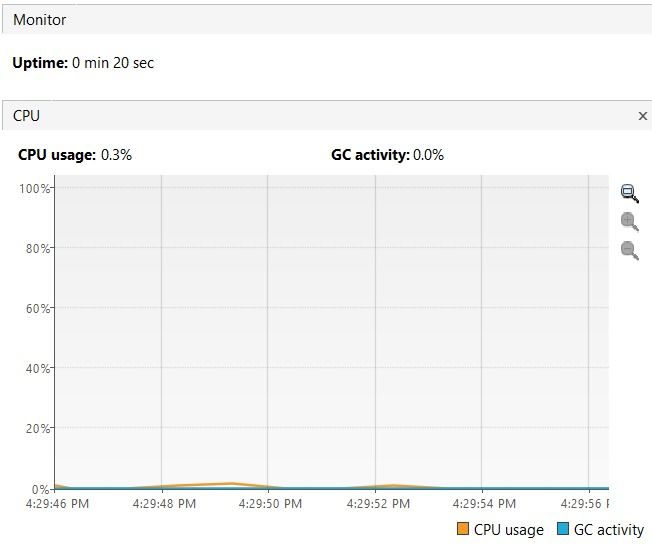 Monitor
Uptime: 0 min 20 sec
CPU
CPU usage: 0.3% GC activity: 0.0%
100%
80%
60%
40%
20%
0%
4:29:46 PM 4:29:48 PM 4:29:50 PM 4:29:52 PM 4:29:54 PM 4:29:56
CPU usage GC activity